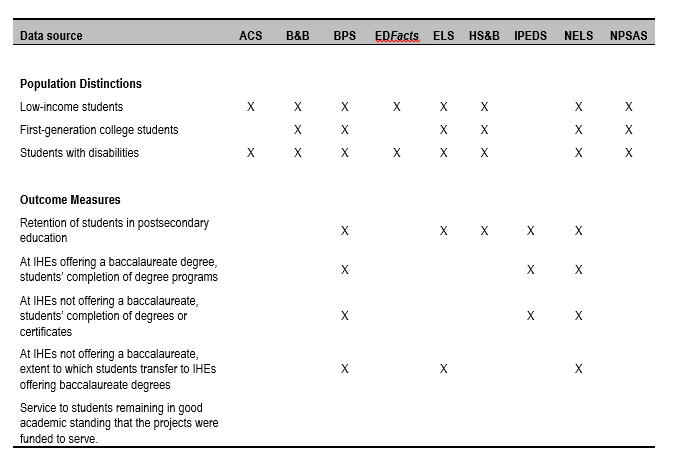 Data source ACS B&B BPS EDFacts ELS HS&B IPEDS NELS NPSAS
Population Distinctions
Low-income students X X X X X X X X
First-generation college students X X X X X X
Students with disabilities X X X X X X X X
Outcome Measures
Retention of students in postsecondary
education X X X X X
At IHEs offering a baccalaureate degree,
students' completion of degree programs X X X
At IHEs not offering a baccalaureate,
students' completion of degrees or X X X
certificates
At IHEs not offering a baccalaureate,
extent to which students transfer to IHEs X X X
offering baccalaureate degrees
Service to students remaining in good
academic standing that the projects were
funded to serve.